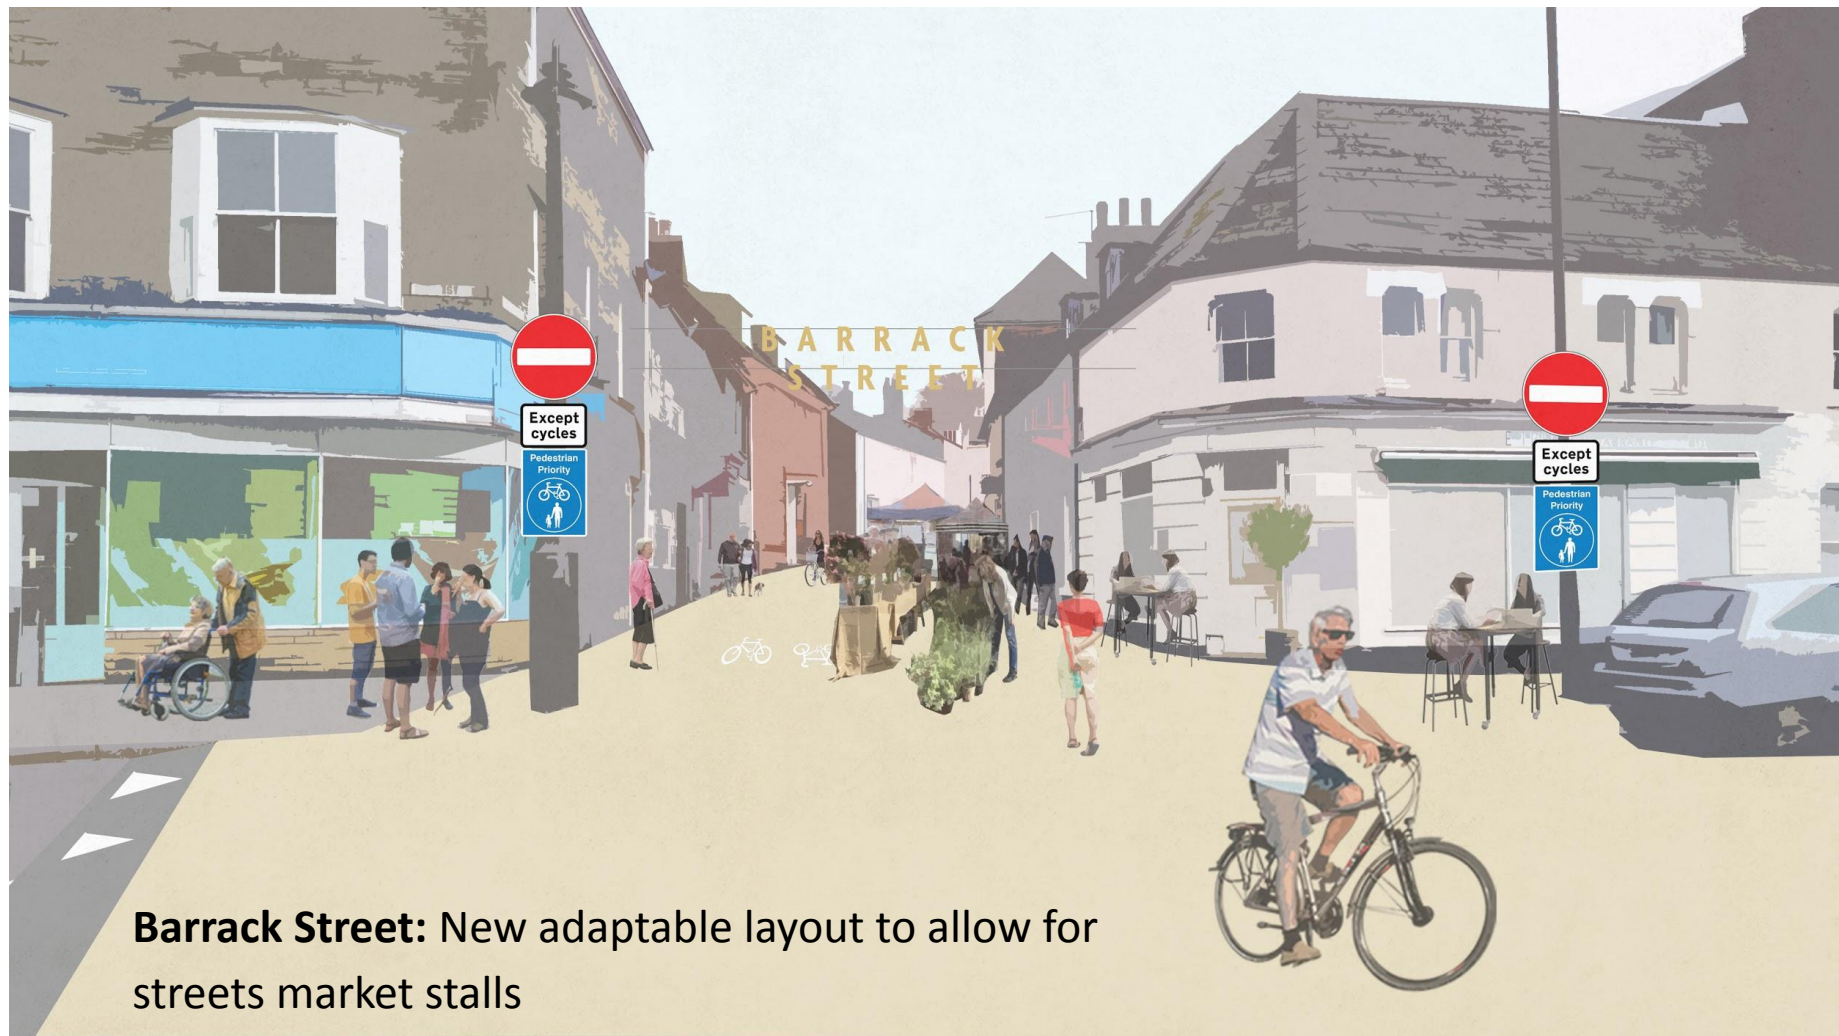 BARRACK
STREET
Except
cycles
Pedestrian
Priority
Except
cycles
Pedestrian
Priority
Barrack Street: New adaptable layout to allow for
streets market stalls